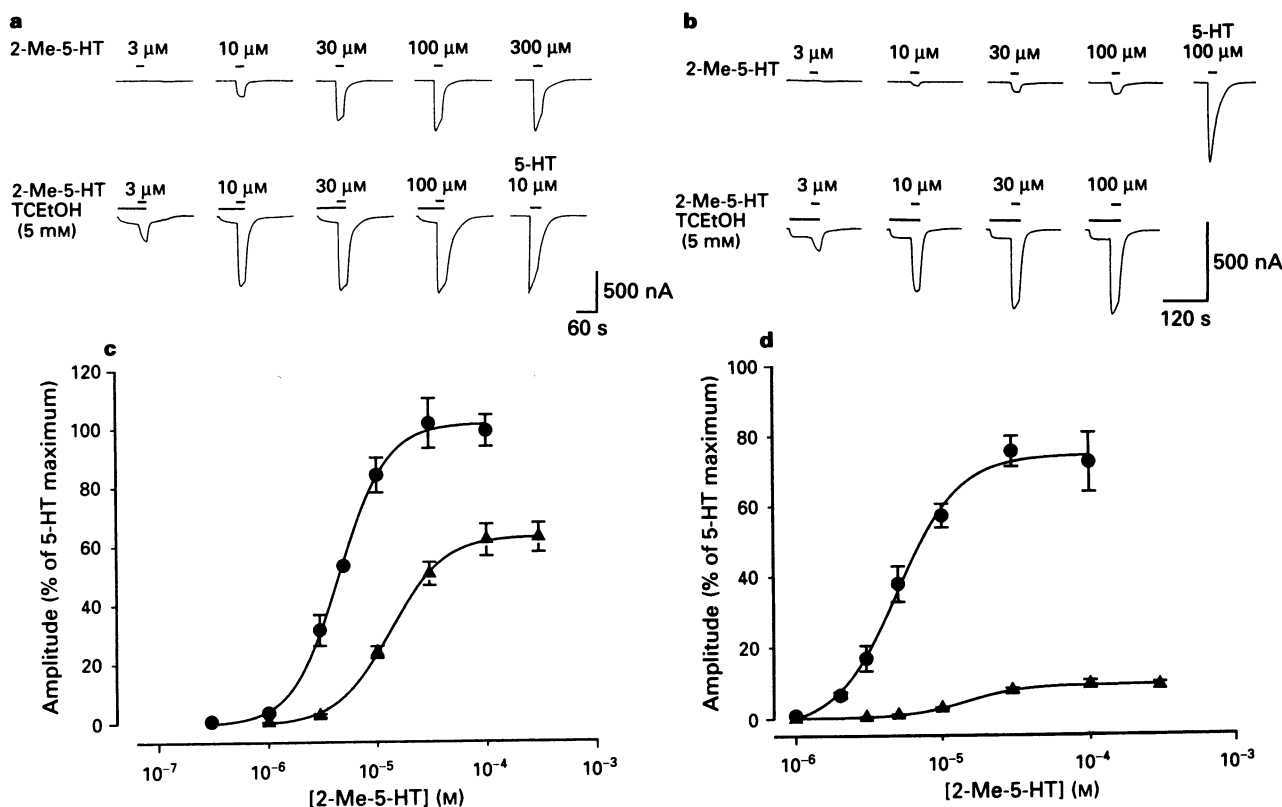 a
2-Me-5-HT 3 μM 10 μM 30 μM 100 μM 300 μM
2-Me-5-HT 3 μM 10 μM 30 μM 100 μM 5-HT 10 μM
TCEtOH
(5 mM)
500 nA
60 s
b
2-Me-5-HT 3 μM 10 μM 30 μM 100 μM 5-HT 100 μM
2-Me-5-HT 3 μM 10 μM 30 μM 100 μM
TCEtOH
(5 mM)
500 nA
120 s
c
Amplitude (% of 5-HT maximum)
120
100
80
60
40
20
0
10⁻⁷ 10⁻⁶ 10⁻⁵ 10⁻⁴ 10⁻³
[2-Me-5-HT] (M)
d
Amplitude (% of 5-HT maximum)
100
80
60
40
20
0
10⁻⁶ 10⁻⁵ 10⁻⁴ 10⁻³
[2-Me-5-HT] (M)